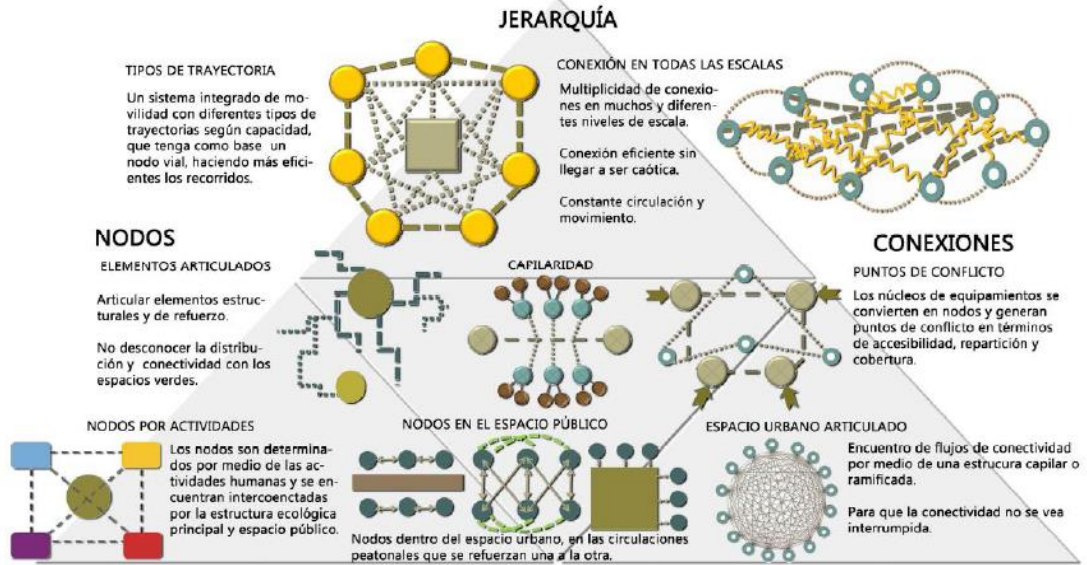 JERARQUÍA
TIPOS DE TRAYECTORIA
Un sistema integrado de mo-
vilidad con diferentes tipos de
trayectorias según capacidad,
que tenga como base un
nodo vial, haciendo más efici-
entes los recorridos.
CONEXIÓN EN TODAS LAS ESCALAS
Multiplicidad de conexio-
nes en muchos y diferen-
tes niveles de escala.
Conexión eficiente sin
llegar a ser caótica.
Constante circulación y
movimiento.
NODOS
ELEMENTOS ARTICULADOS
Articular elementos estruc-
turales y de refuerzo.
No desconocer la distribu-
ción y conectividad con los
espacios verdes.
CAPILARIDAD
CONEXIONES
PUNTOS DE CONFLICTO
Los núcleos de equipamientos se
convierten en nodos y generan
puntos de conflicto en términos
de accesibilidad, repartición y
cobertura.
NODOS POR ACTIVIDADES
Los nodos son determina-
dos por medio de las ac-
tividades humanas y se en-
cuentran intercoenctadas
por la estructura ecológica
principal y espacio público.
NODOS EN EL ESPACIO PÚBLICO
Nodos dentro del espacio urbano, en las circulaciones
peatonales que se refuerzan una a la otra.
ESPACIO URBANO ARTICULADO
Encuentro de flujos de conectividad
por medio de una estrucura capilar o
ramificada.
Para que la conectividad no se vea
interrumpida.